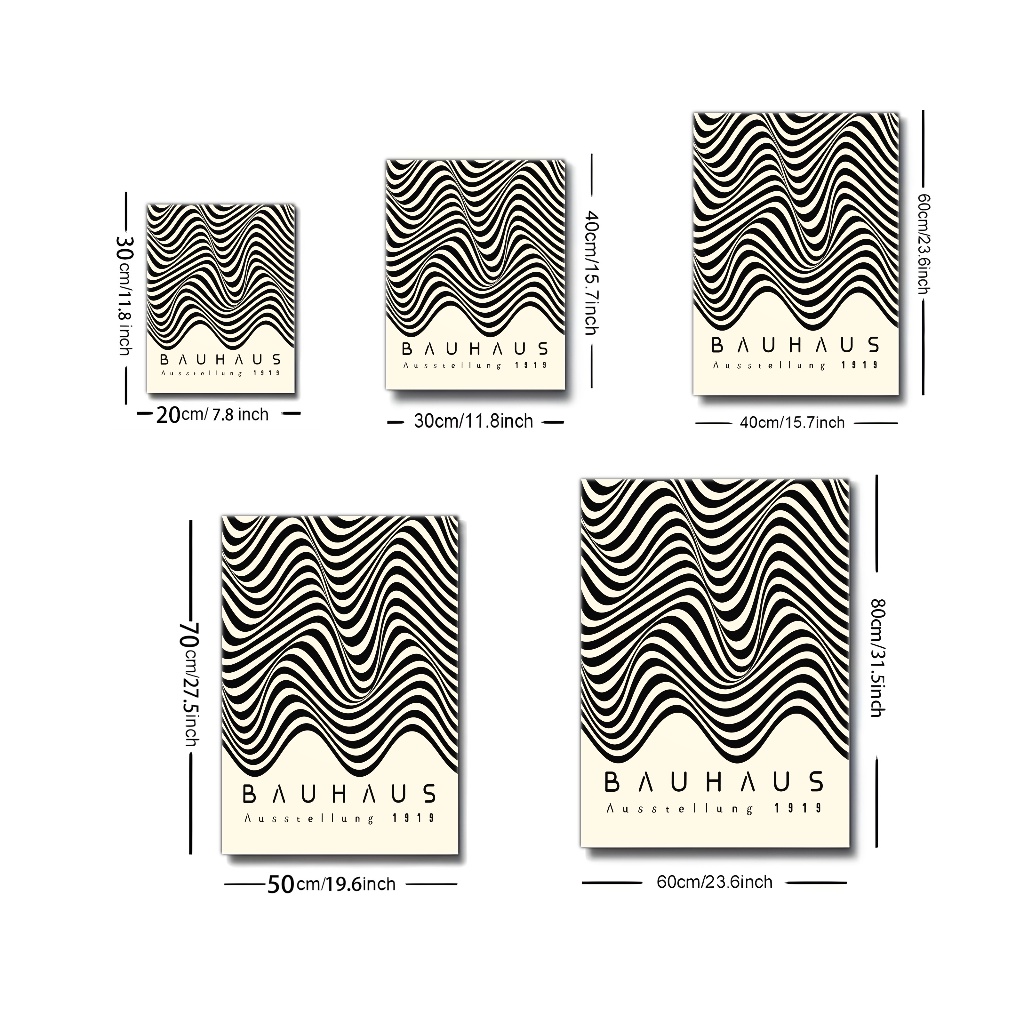 30cm/11.8 inch
BAUHAUS
Ausstellung 1919
20cm/ 7.8 inch
40cm/15.7inch
BAUHAUS
Ausstellung 1919
30cm/11.8inch
60cm/23.6inch
BAUHAUS
Ausstellung 1919
40cm/15.7inch
70cm/27.5inch
BAUHAUS
Ausstellung 1919
50cm/19.6inch
80cm/31.5inch
BAUHAUS
Ausstellung 1919
60cm/23.6inch